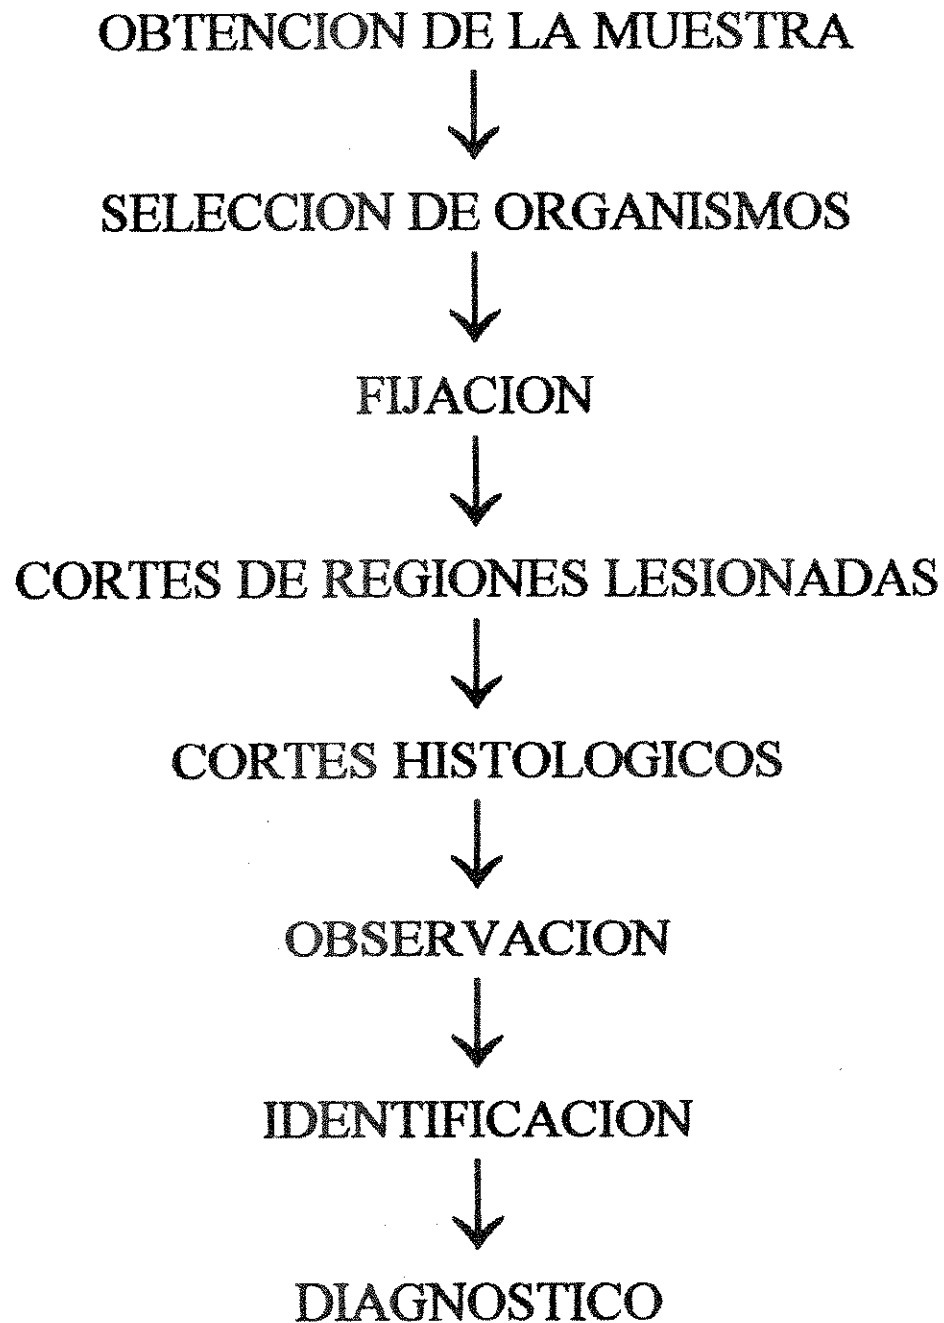 OBTENCION DE LA MUESTRA
SELECCION DE ORGANISMOS
FIJACION
CORTES DE REGIONES LESIONADAS
CORTES HISTOLOGICOS
OBSERVACION
IDENTIFICACION
DIAGNOSTICO